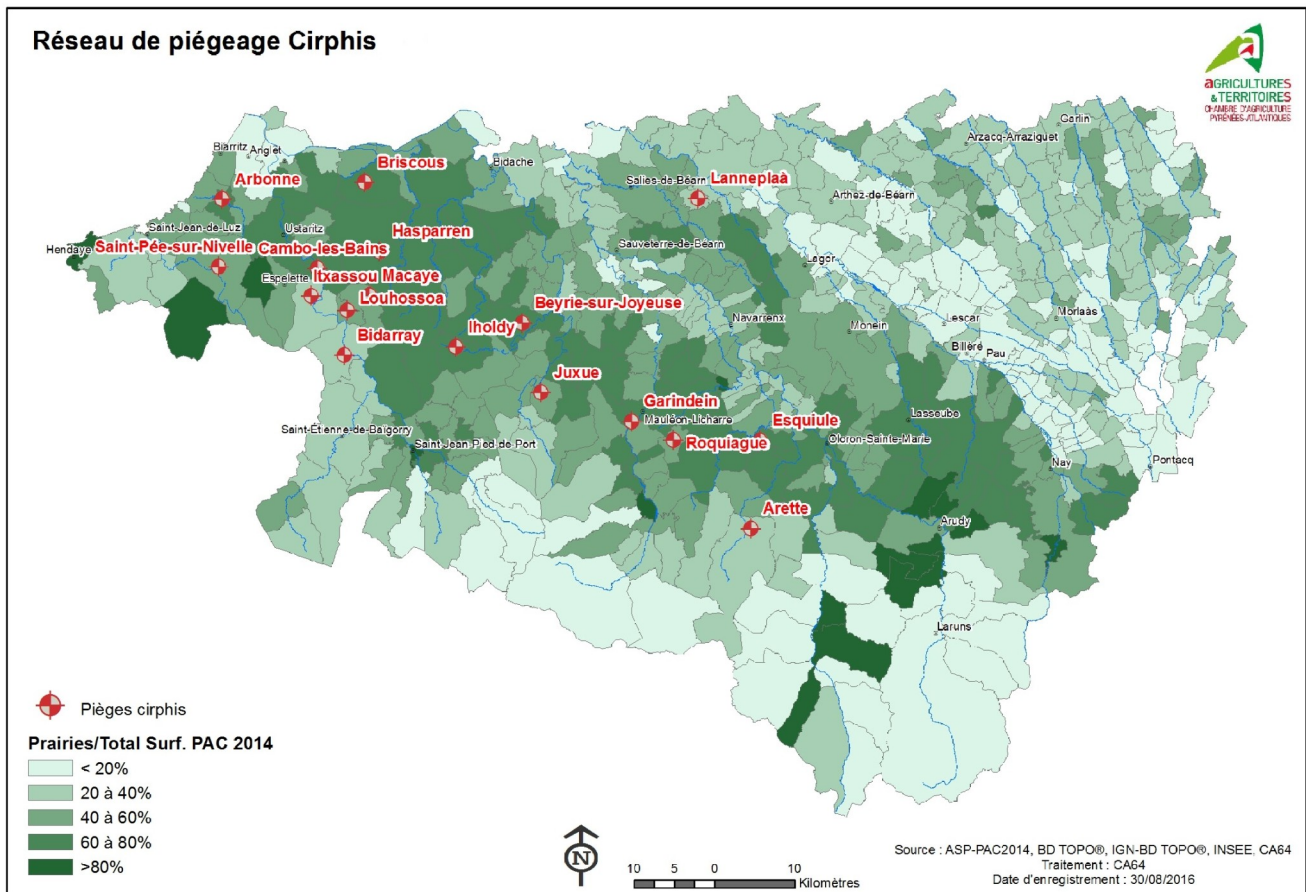 Réseau de piégeage Cirphis
aGRICULTURES
& TERRITOIRES
CHAMBRE D'AGRICULTURE
PYRÉNÉES-ATLANTIQUES
Garlin
Arzacq-Arraziguet
Biarritz
Anglet
Bidache
Briscous
Arbonne
Salies-de-Béarn
Lanneplaà
Arthez-de-Béarn
Saint-Jean-de-Luz
Ustaritz
Hasparren
Sauveterre-de-Béarn
Hendaye
Saint-Pée-sur-Nivelle
Cambo-les-Bains
Lagor
Espelette
Itxassou
Macaye
Louhossoa
Beyrie-sur-Joyeuse
Navarrenx
Monein
Lescar
Morlaàs
Bidarray
Iholdy
Billère
Pau
Juxue
Garindein
Mauléon-Licharre
Esquiule
Lasseube
Saint-Étienne-de-Baïgorry
Saint-Jean-Pied-de-Port
Roquiague
Oloron-Sainte-Marie
Nay
Pontacq
Arette
Arudy
Laruns
Pièges cirphis
Prairies/Total Surf. PAC 2014
< 20%
20 à 40%
40 à 60%
60 à 80%
>80%
N
10 5 0 10
Kilomètres
Source : ASP-PAC2014, BD TOPO®, IGN-BD TOPO®, INSEE, CA64
Traitement : CA64
Date d'enregistrement : 30/08/2016